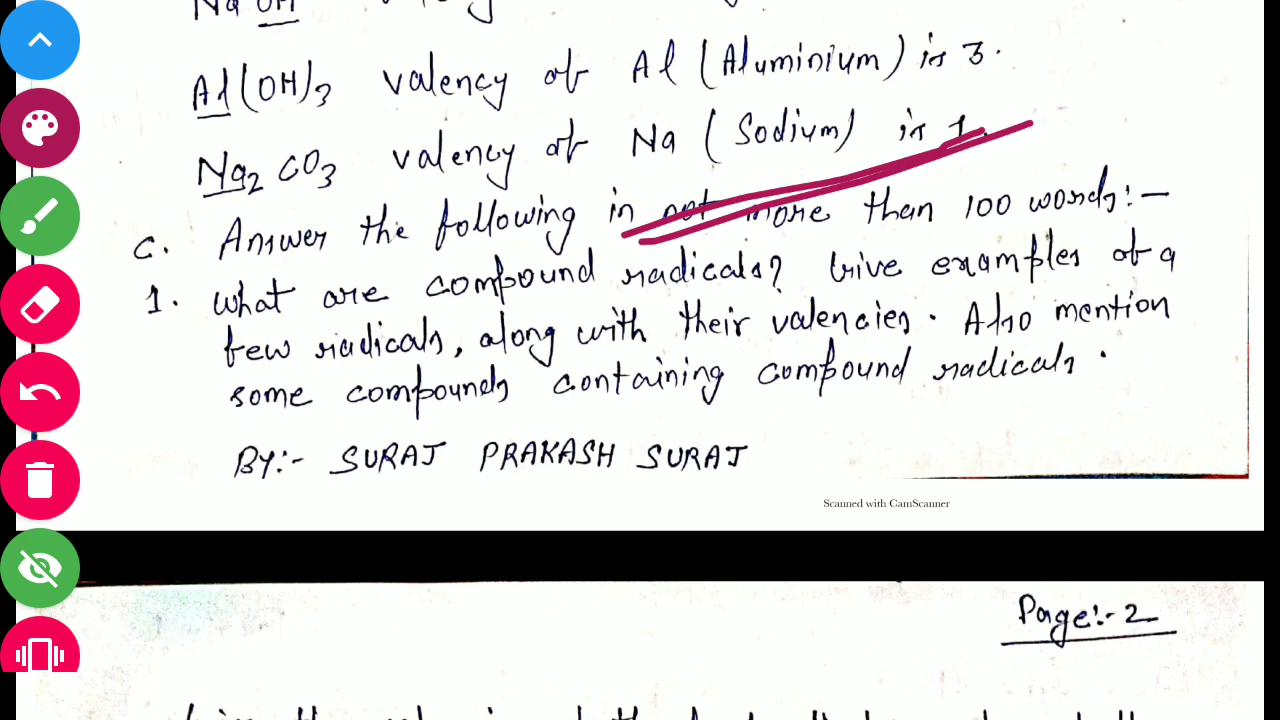 Na OH
Al(OH)3 valency of Al (Aluminium) is 3.
Na2 CO3 valency of Na (Sodium) is 1.
C. Answer the following in not more than 100 words:-
1. What are compound radicals? Give examples of a
few radicals, along with their valencies. Also mention
some compounds containing compound radicals.
BY:- SURAJ PRAKASH SURAJ
Scanned with CamScanner
Page:- 2